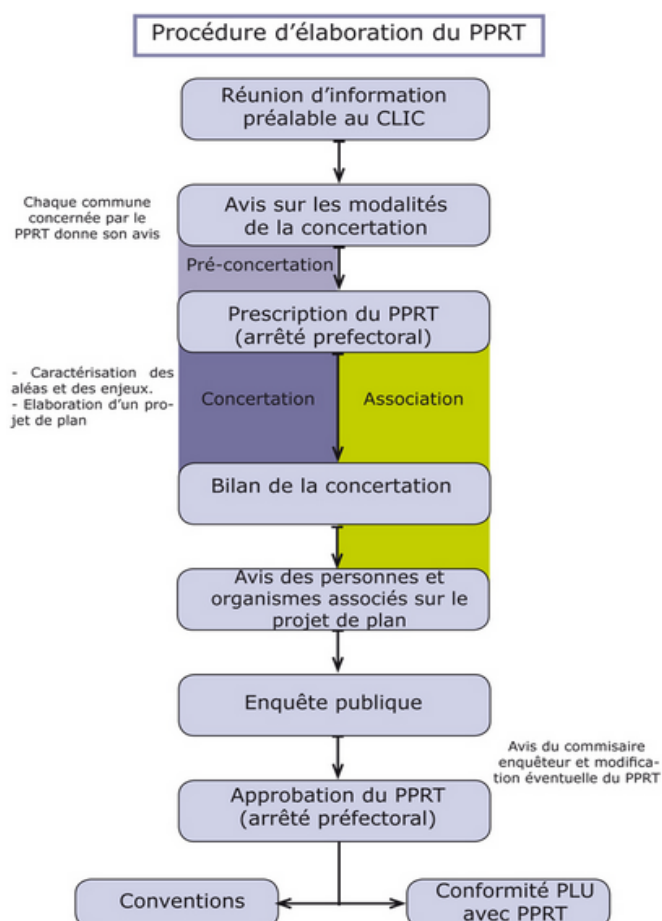 Procédure d'élaboration du PPRT
Réunion d'information
préalable au CLIC
Chaque commune
concernée par le
PPRT donne son avis
Avis sur les modalités
de la concertation
Pré-concertation
Prescription du PPRT
(arrêté prefectoral)
- Caractérisation des
aléas et des enjeux.
- Elaboration d'un pro-
jet de plan
Concertation
Association
Bilan de la concertation
Avis des personnes et
organismes associés sur le
projet de plan
Enquête publique
Avis du commisaire
enquêteur et modifica-
tion éventuelle du PPRT
Approbation du PPRT
(arrêté préfectoral)
Conventions
Conformité PLU
avec PPRT